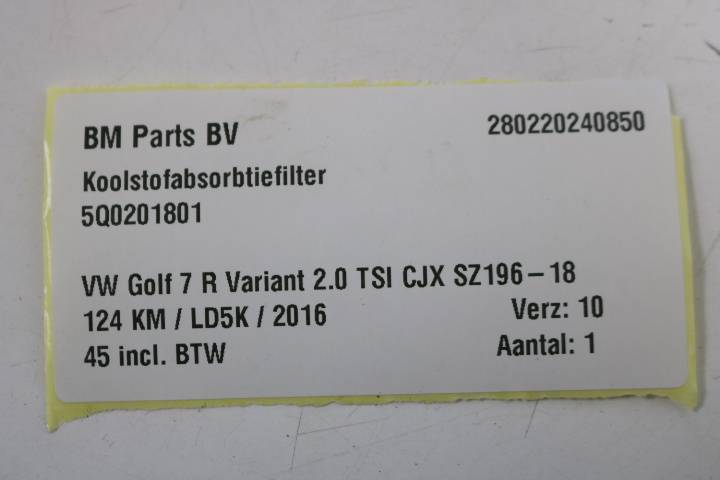 BM Parts BV 280220240850
Koolstofabsorbtiefilter
5Q0201801
VW Golf 7 R Variant 2.0 TSI CJX SZ196-18
124 KM / LD5K / 2016 Verz: 10
45 incl. BTW Aantal: 1